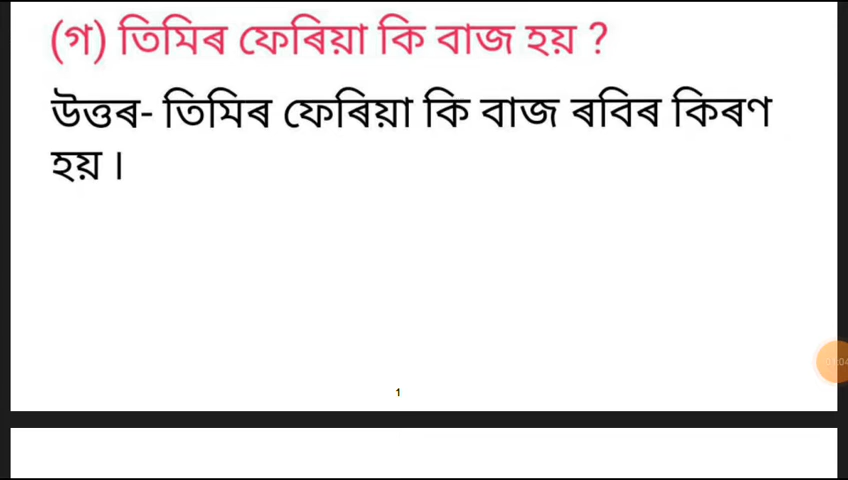 (গ) তিমিৰ ফেৰিয়া কি বাজ হয় ?
উত্তৰ- তিমিৰ ফেৰিয়া কি বাজ ৰবিৰ কিৰণ
হয় ।
1